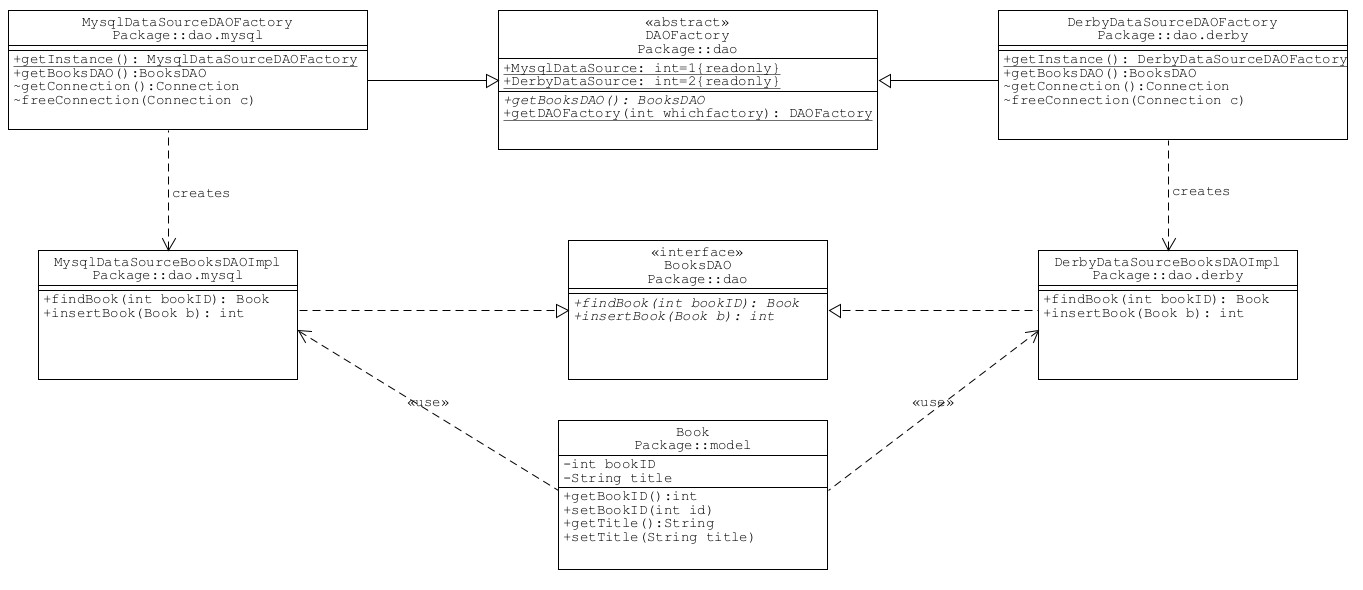 MysqlDataSourceDAOFactory
Package::dao.mysql
+getInstance(): MysqlDataSourceDAOFactory
+getBooksDAO():BooksDAO
~getConnection():Connection
~freeConnection(Connection c)
«abstract»
DAOFactory
Package::dao
+MysqlDataSource: int=1{readonly}
+DerbyDataSource: int=2{readonly}
+getBooksDAO(): BooksDAO
+getDAOFactory(int whichfactory): DAOFactory
DerbyDataSourceDAOFactory
Package::dao.derby
+getInstance(): DerbyDataSourceDAOFactory
+getBooksDAO():BooksDAO
~getConnection():Connection
~freeConnection(Connection c)
creates
creates
MysqlDataSourceBooksDAOImpl
Package::dao.mysql
+findBook(int bookID): Book
+insertBook(Book b): int
«interface»
BooksDAO
Package::dao
+findBook(int bookID): Book
+insertBook(Book b): int
DerbyDataSourceBooksDAOImpl
Package::dao.derby
+findBook(int bookID): Book
+insertBook(Book b): int
«use»
«use»
Book
Package::model
-int bookID
-String title
+getBookID():int
+setBookID(int id)
+getTitle():String
+setTitle(String title)